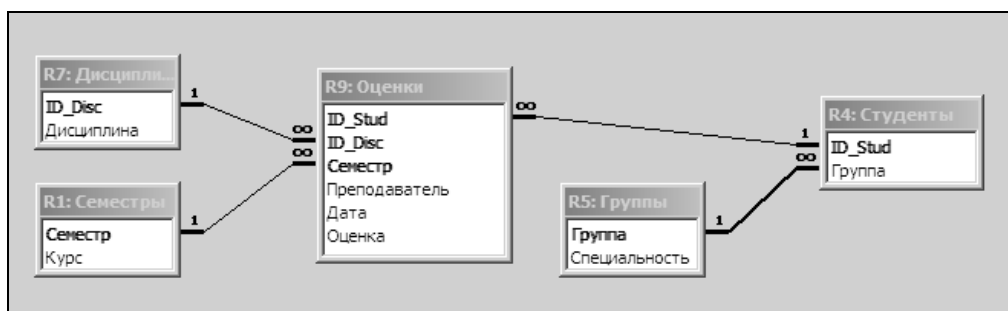 R7: Дисципли...
ID_Disc
Дисциплина
1
∞
R9: Оценки
ID_Stud
ID_Disc
Семестр
Преподаватель
Дата
Оценка
∞
R1: Семестры
Семестр
Курс
1
∞
1
R4: Студенты
ID_Stud
Группа
∞
R5: Группы
Группа
Специальность
1